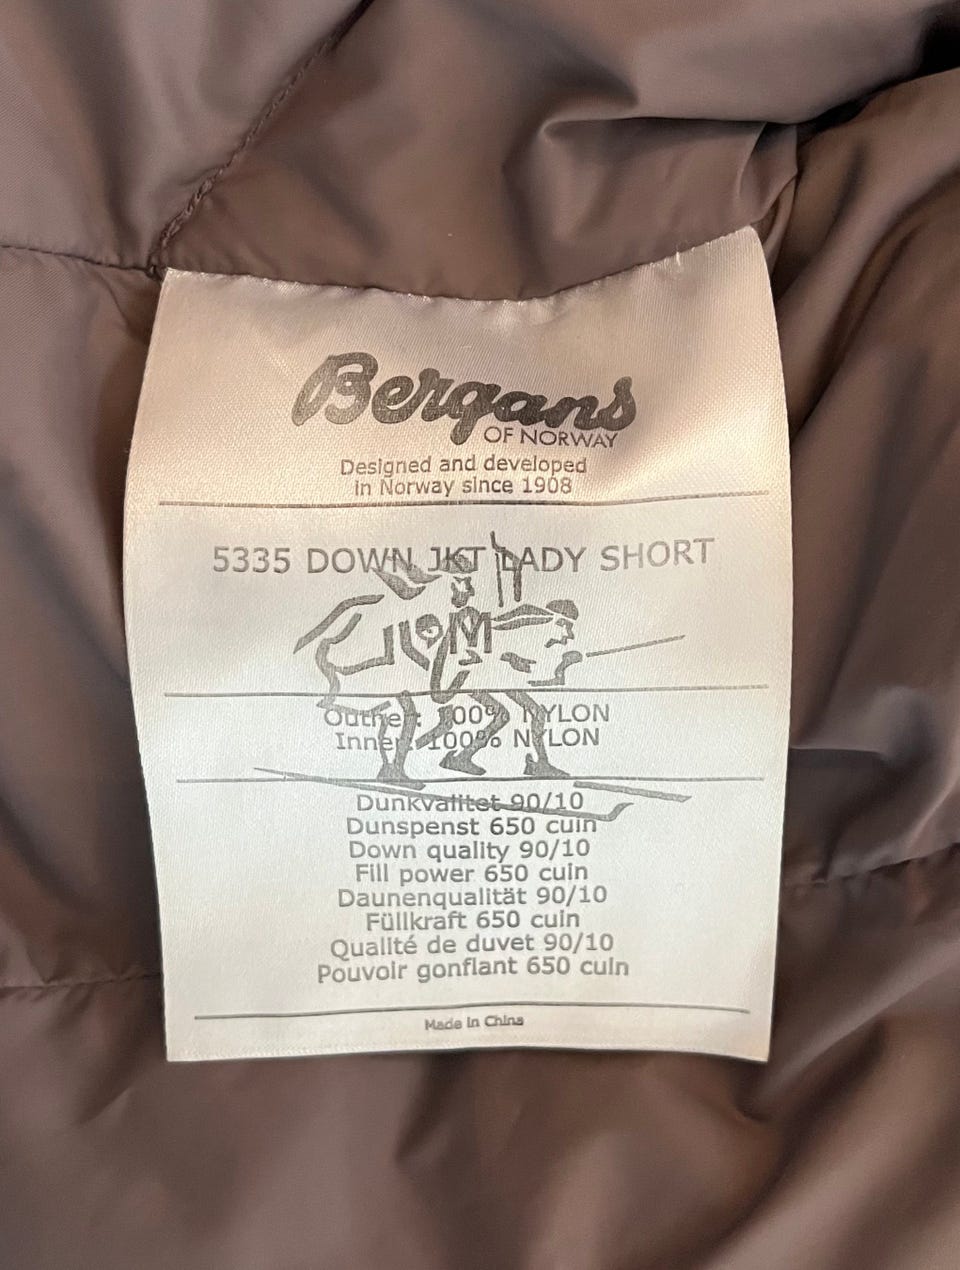 Bergans
OF NORWAY
Designed and developed
in Norway since 1908
5335 DOWN JKT LADY SHORT
M
Outher: 100% NYLON
Inner: 100% NYLON
Dunkvalitet 90/10
Dunspenst 650 cuin
Down quality 90/10
Fill power 650 cuin
Daunenqualität 90/10
Füllkraft 650 cuin
Qualité de duvet 90/10
Pouvoir gonflant 650 cuin
Made in China